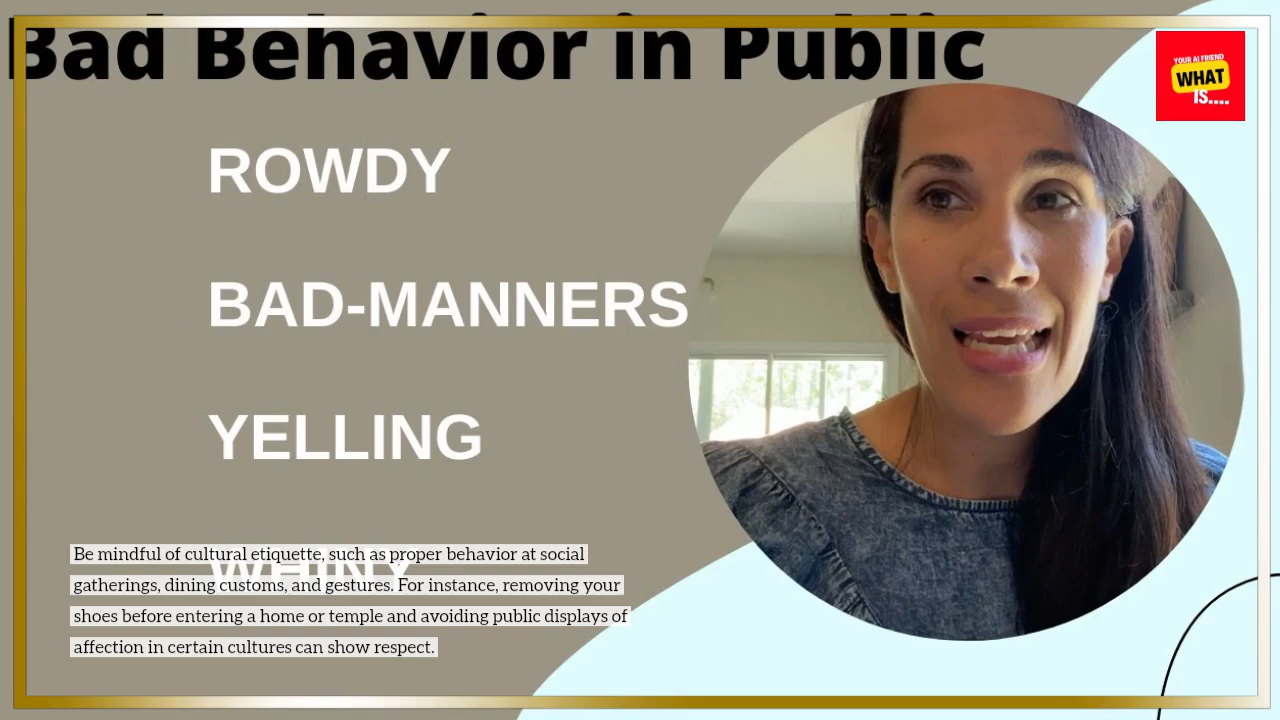 Bad Behavior in Public
YOUR AI FRIEND
WHAT
IS....
ROWDY
BAD-MANNERS
YELLING
WHINY
Be mindful of cultural etiquette, such as proper behavior at social
gatherings, dining customs, and gestures. For instance, removing your
shoes before entering a home or temple and avoiding public displays of
affection in certain cultures can show respect.